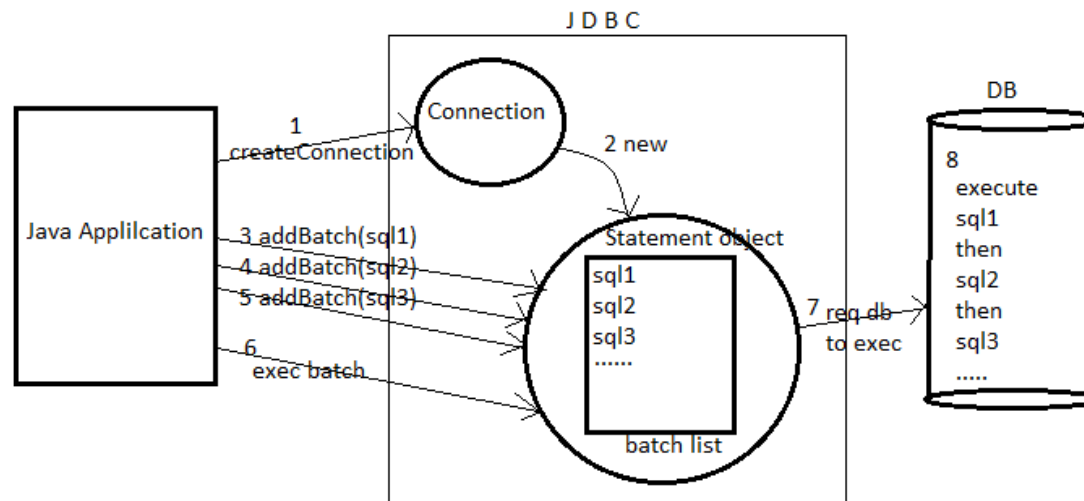 J D B C
DB
Connection
1
createConnection
2 new
8
execute
sql1
then
sql2
then
sql3
.....
Java Applilcation
3 addBatch(sql1)
4 addBatch(sql2)
5 addBatch(sql3)
6
exec batch
Statement object
sql1
sql2
sql3
......
batch list
7 req db
to exec